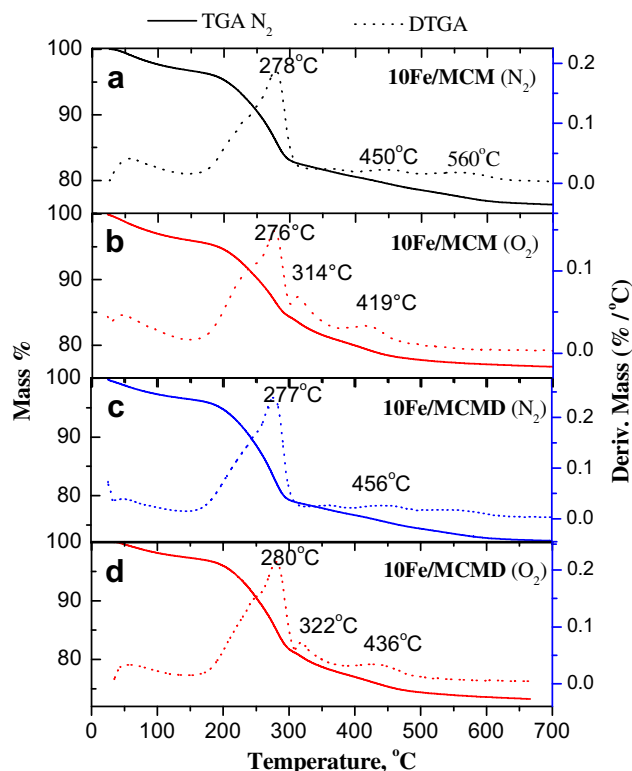 TGA N₂ DTGA
100 a 278°C 10Fe/MCM (N₂) 0.2
90 0.1
450°C 560°C
80 0.0
100 b 276°C 10Fe/MCM (O₂)
314°C 0.1
90
419°C
80 0.0
100 c 277°C 10Fe/MCMD (N₂) 0.2
90
0.1
456°C
80 0.0
100 d 280°C 10Fe/MCMD (O₂) 0.2
90
322°C 436°C 0.1
80
0.0
0 100 200 300 400 500 600 700
Temperature, °C
Mass %
Deriv. Mass (% / °C)